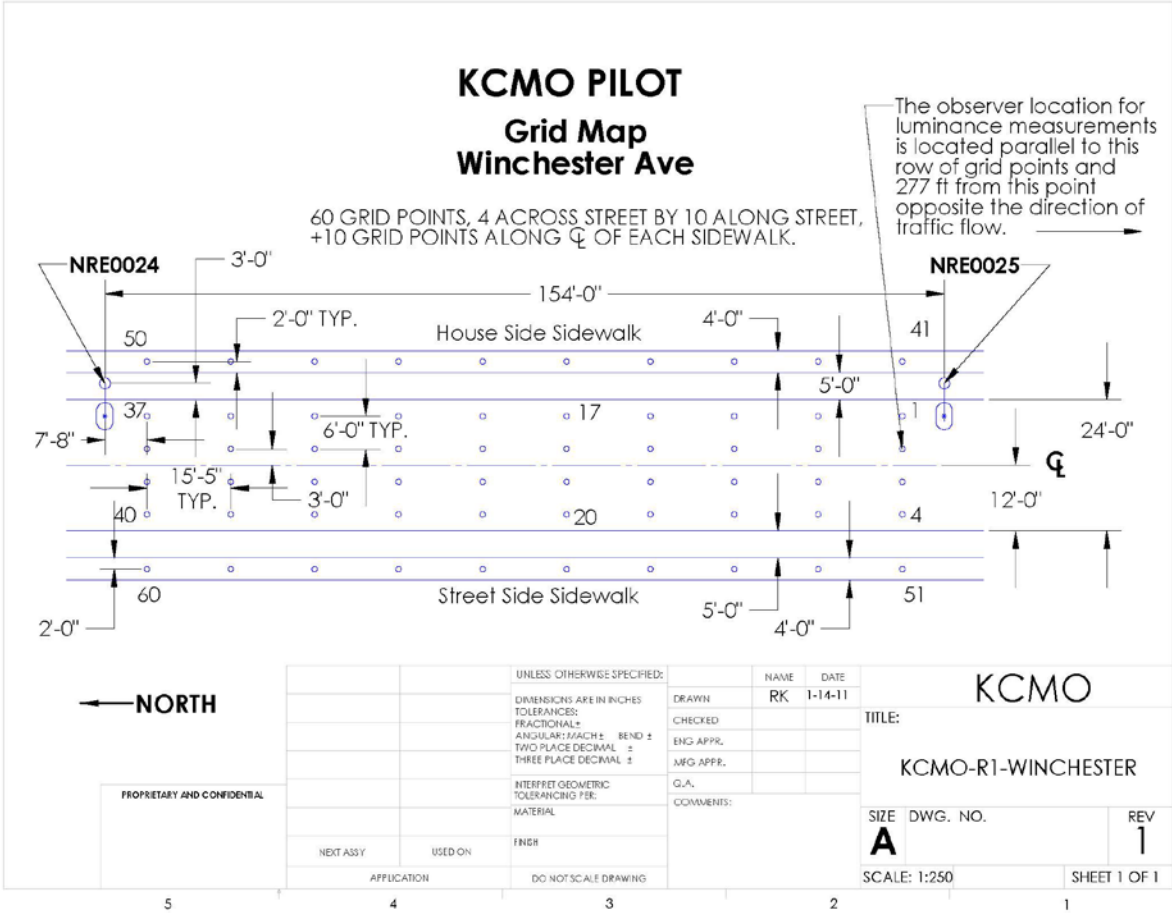 KCMO PILOT
Grid Map
Winchester Ave
The observer location for
luminance measurements
is located parallel to this
row of grid points and
277 ft from this point
opposite the direction of
traffic flow.
60 GRID POINTS, 4 ACROSS STREET BY 10 ALONG STREET,
+10 GRID POINTS ALONG ℄ OF EACH SIDEWALK.
NRE0024
3'-0"
NRE0025
154'-0"
2'-0" TYP.
House Side Sidewalk
4'-0"
50
41
5'-0"
37
17
1
7'-8"
6'-0" TYP.
24'-0"
℄
15'-5"
TYP.
3'-0"
12'-0"
40
20
4
60
Street Side Sidewalk
51
2'-0"
5'-0"
4'-0"
NORTH
PROPRIETARY AND CONFIDENTIAL
NEXT ASSY
USED ON
APPLICATION
UNLESS OTHERWISE SPECIFIED:
DIMENSIONS ARE IN INCHES
TOLERANCES:
FRACTIONAL±
ANGULAR: MACH± BEND ±
TWO PLACE DECIMAL ±
THREE PLACE DECIMAL ±
INTERPRET GEOMETRIC
TOLERANCING PER:
MATERIAL
FINISH
DO NOT SCALE DRAWING
NAME
DATE
DRAWN
RK
1-14-11
CHECKED
ENG APPR.
MFG APPR.
Q.A.
COMMENTS:
KCMO
TITLE:
KCMO-R1-WINCHESTER
SIZE
A
DWG. NO.
REV
1
SCALE: 1:250
SHEET 1 OF 1
5
4
3
2
1